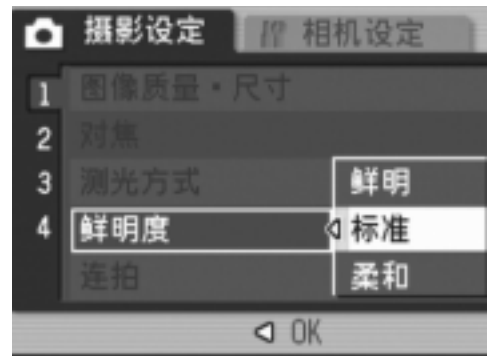 摄影设定 相机设定
1 图像质量・尺寸
2 对焦
3 测光方式 鲜明
4 鲜明度 标准
连拍 柔和
OK